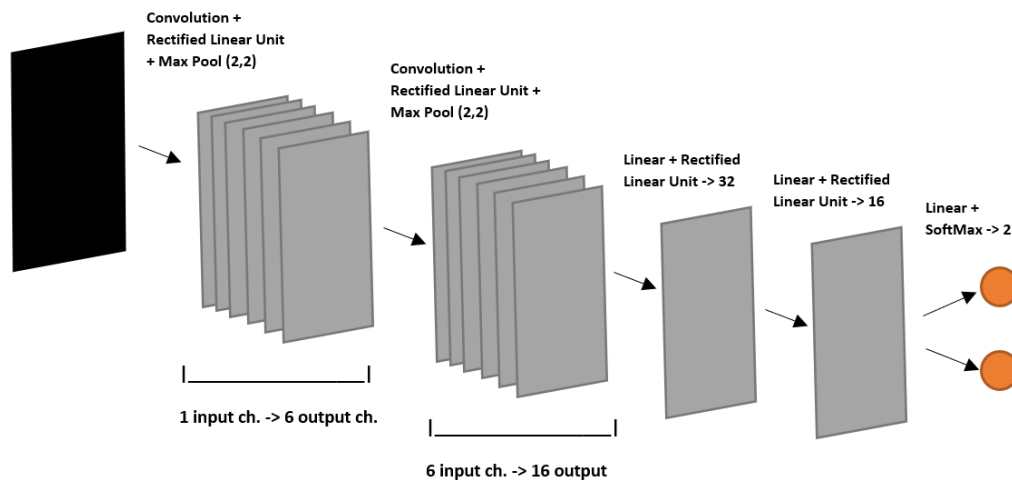 Convolution +
Rectified Linear Unit
+ Max Pool (2,2)
Convolution +
Rectified Linear Unit +
Max Pool (2,2)
Linear + Rectified
Linear Unit -> 32
Linear + Rectified
Linear Unit -> 16
Linear +
SoftMax -> 2
1 input ch. -> 6 output ch.
6 input ch. -> 16 output